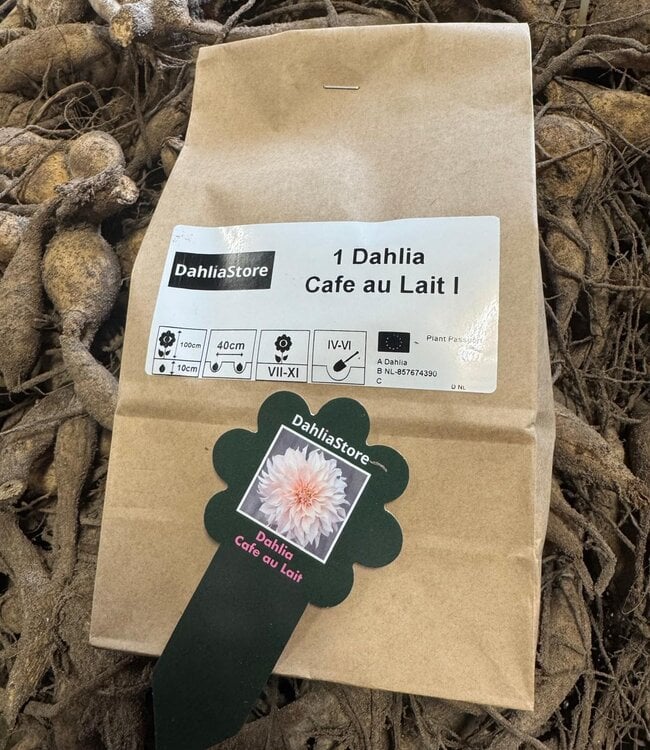 DahliaStore
1 Dahlia
Cafe au Lait I
100cm
10cm
40cm
VII-XI
IV-VI
Plant Passport
A Dahlia
B NL-857674390
C
D NL
DahliaStore
Dahlia
Cafe au Lait